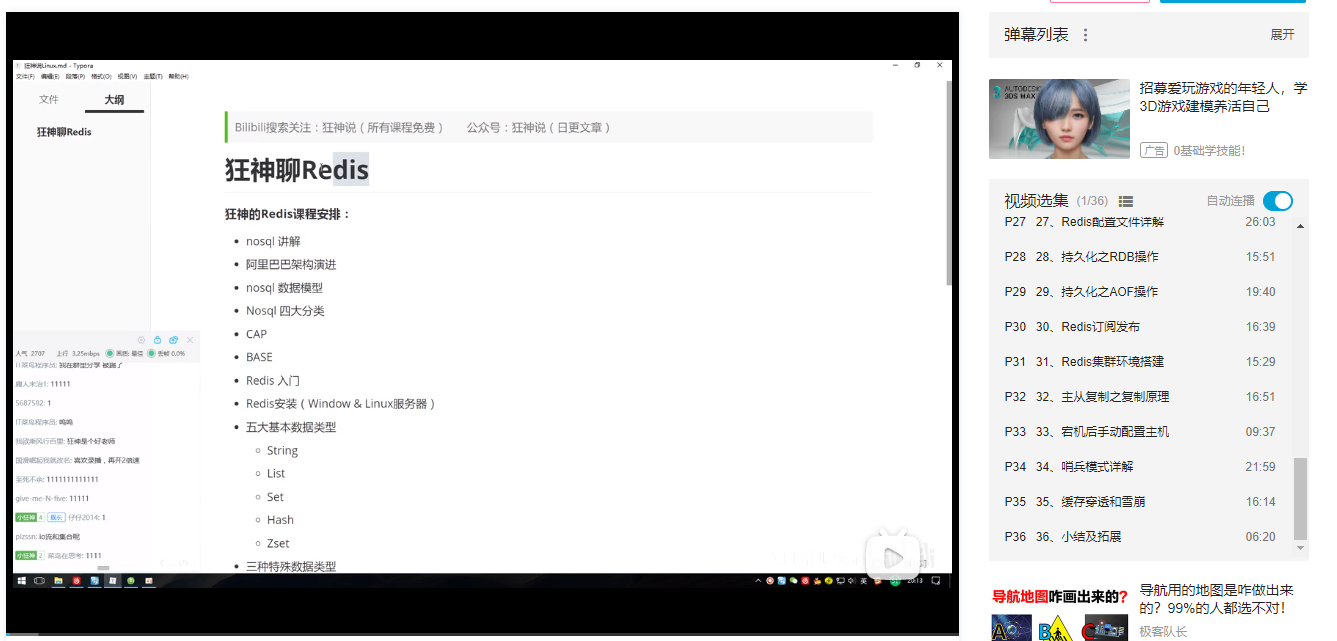 狂神说Linux.md - Typora
文件(F) 编辑(E) 段落(P) 格式(O) 视图(V) 主题(T) 帮助(H)
文件 大纲
狂神聊Redis
Bilibili搜索关注：狂神说（所有课程免费） 公众号：狂神说（日更文章）
狂神聊Redis
狂神的Redis课程安排：
nosql 讲解
阿里巴巴架构演进
nosql 数据模型
Nosql 四大分类
CAP
BASE
Redis 入门
Redis安装（Window & Linux服务器）
五大基本数据类型
String
List
Set
Hash
Zset
三种特殊数据类型
人气 2707 上行 3.25mbps 画质: 最佳 丢帧 0.0%
IT菜鸟程序员: 我在群里分享 被踢了
11111
5687582: 1
IT菜鸟程序员: 呜呜
我欲乘风行百里: 狂神是个好老师
国服崛起我就改名: 喜欢录播，再开2倍速
至死不余: 1111111111111
give-me-N-five: 11111
小狂神 4 舰长 仔仔2014: 1
pizssn: io流和集合呢
小狂神 2 菜鸟在思考: 1111
英
20:13
弹幕列表 展开
AUTODESK
3DS MAX
招募爱玩游戏的年轻人，学
3D游戏建模养活自己
广告 0基础学技能！
视频选集 (1/36) 自动连播
P27 27、Redis配置文件详解 26:03
P28 28、持久化之RDB操作 15:51
P29 29、持久化之AOF操作 19:40
P30 30、Redis订阅发布 16:39
P31 31、Redis集群环境搭建 15:29
P32 32、主从复制之复制原理 16:51
P33 33、宕机后手动配置主机 09:37
P34 34、哨兵模式详解 21:59
P35 35、缓存穿透和雪崩 16:14
P36 36、小结及拓展 06:20
导航地图咋画出来的?
A B C
导航用的地图是咋做出来
的？99%的人都选不对！
极客队长